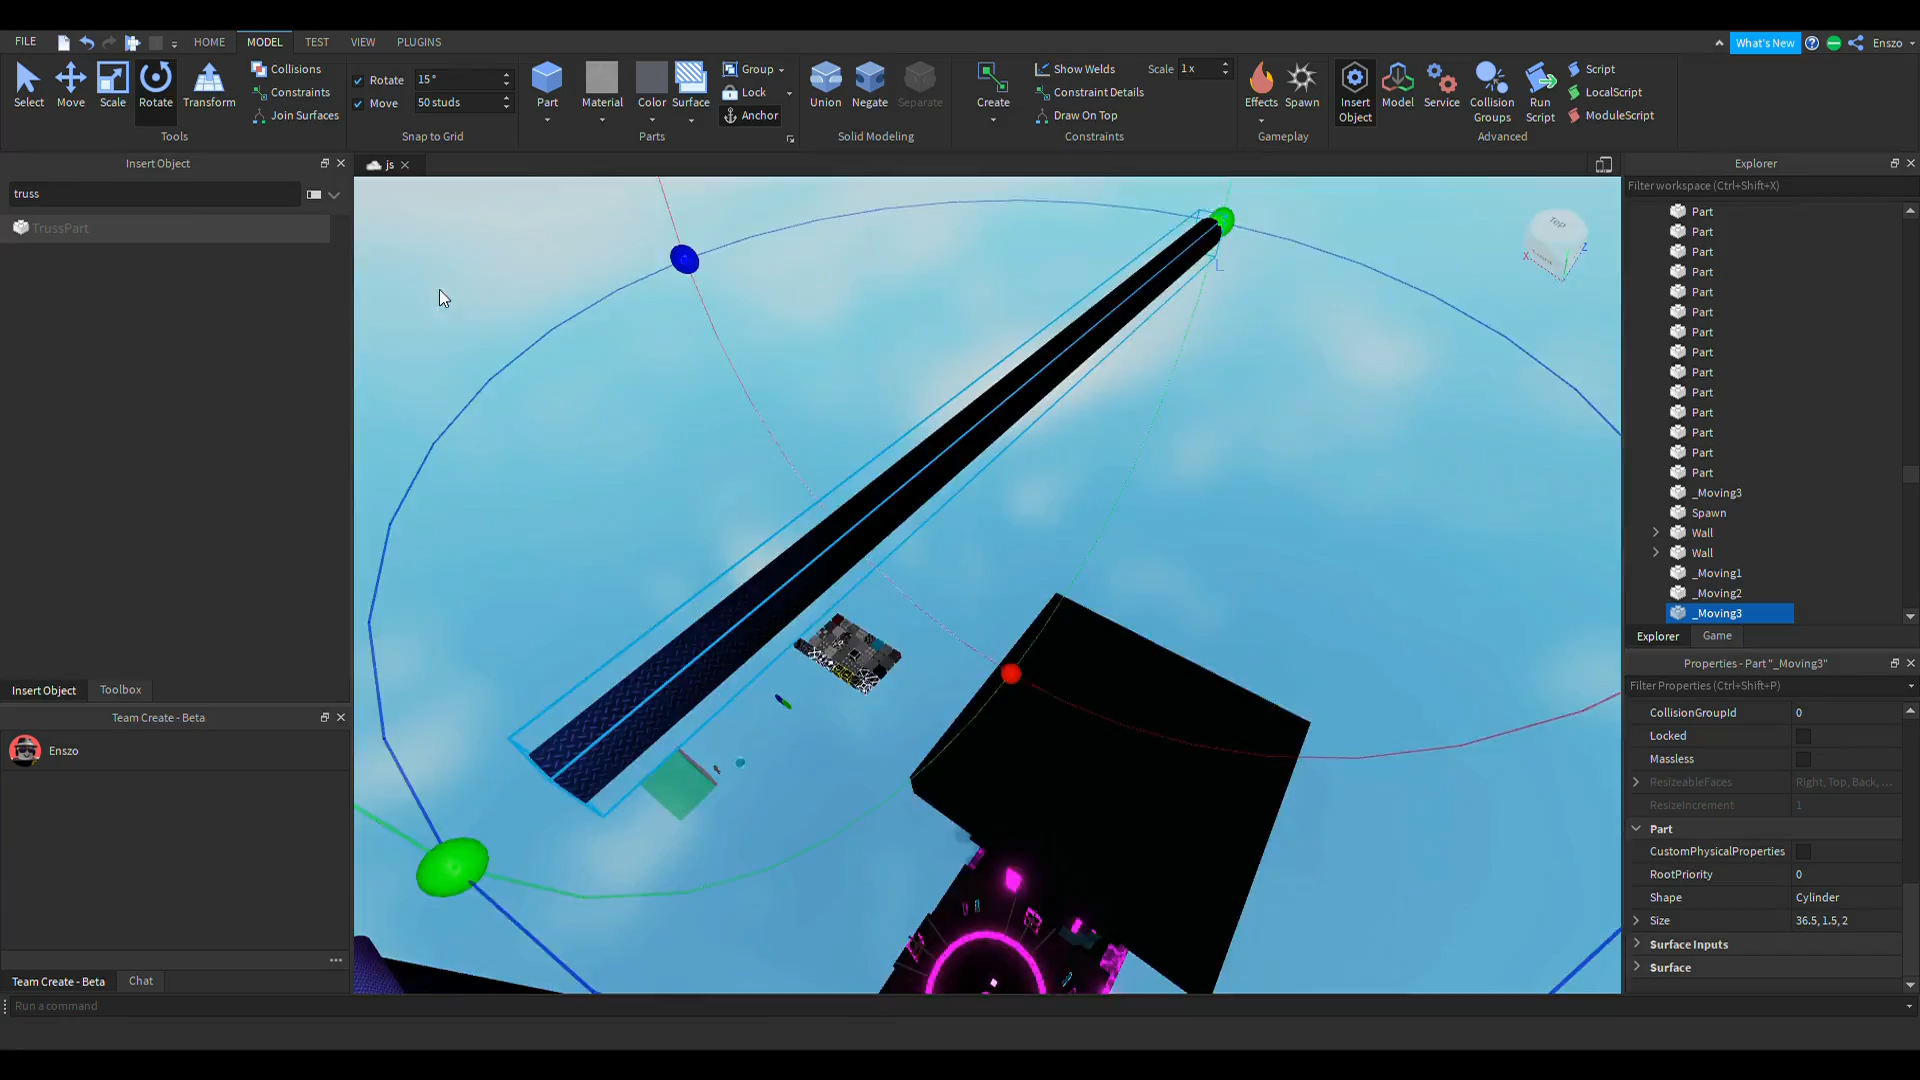 FILE HOME MODEL TEST VIEW PLUGINS What's New Enszo
Select Move Scale Rotate Transform
Collisions
Constraints
Join Surfaces
Tools
Rotate 15°
Move 50 studs
Snap to Grid
Part Material Color Surface
Group
Lock
Anchor
Parts
Union Negate Separate
Solid Modeling
Create
Show Welds Scale 1 x
Constraint Details
Draw On Top
Constraints
Effects Spawn
Gameplay
Insert Object Model Service Collision Groups Run Script
Script
LocalScript
ModuleScript
Advanced
Insert Object
truss
TrussPart
Insert Object Toolbox
Team Create - Beta
Enszo
Team Create - Beta Chat
Run a command
js
Top
X
Z
L
Explorer
Filter workspace (Ctrl+Shift+X)
Part
Part
Part
Part
Part
Part
Part
Part
Part
Part
Part
Part
Part
Part
_Moving3
Spawn
Wall
Wall
_Moving1
_Moving2
_Moving3
Explorer Game
Properties - Part "_Moving3"
Filter Properties (Ctrl+Shift+P)
CollisionGroupId 0
Locked
Massless
ResizeableFaces Right, Top, Back, ...
ResizeIncrement 1
Part
CustomPhysicalProperties
RootPriority 0
Shape Cylinder
Size 36.5, 1.5, 2
Surface Inputs
Surface